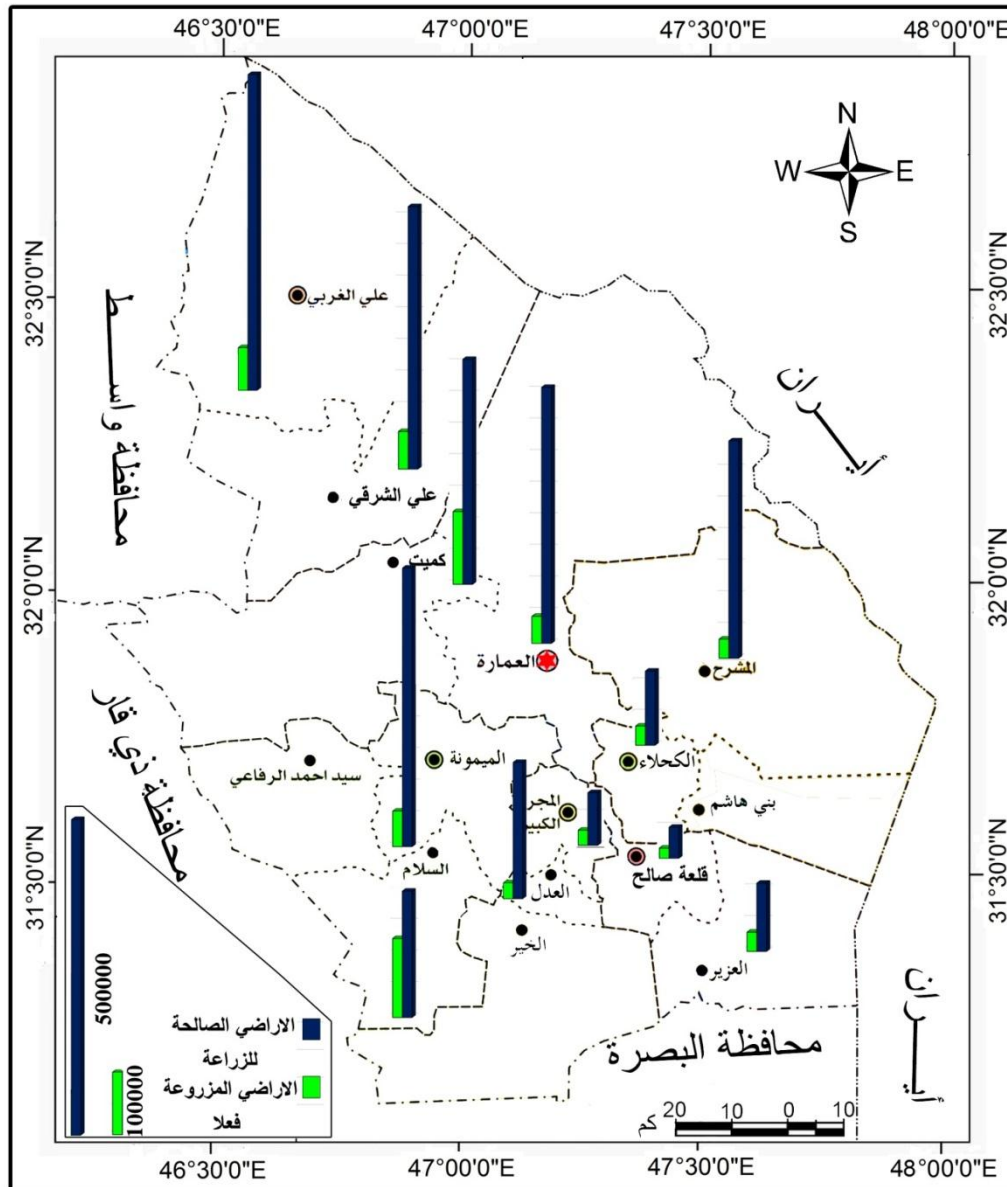 46°30'0"E
47°00'0"E
47°30'0"E
48°00'0"E
N
W
E
S
32°30'0"N
32°30'0"N
علي الغربي
محافظة واسط
أيران
علي الشرقي
كميت
32°00'0"N
32°00'0"N
العمارة
المشرح
محافظة ذي قار
سيد احمد الرفاعي
الميمونة
الكحلاء
المجر
الكبير
بني هاشم
السلام
العدل
قلعة صالح
31°30'0"N
31°30'0"N
الخير
العزير
أيران
500000
100000
الاراضي الصالحة
للزراعة
الاراضي المزروعة
فعلا
محافظة البصرة
كم 20 10 0 10
46°30'0"E
47°00'0"E
47°30'0"E
48°00'0"E